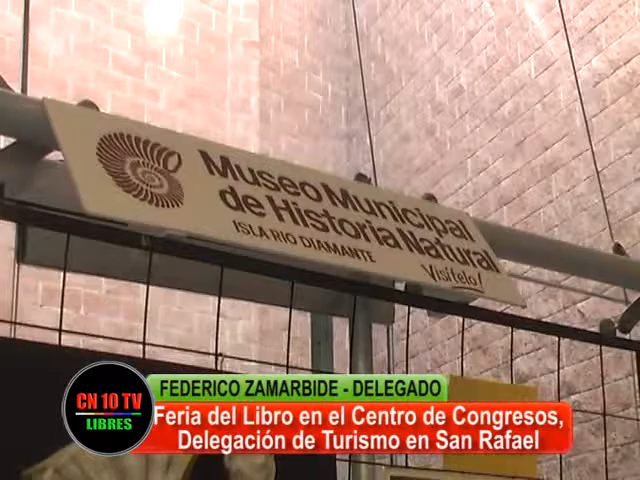 Museo Municipal
de Historia Natural
ISLA RIO DIAMANTE
Visítelo!
CN 10 TV
LIBRES
FEDERICO ZAMARBIDE - DELEGADO
Feria del Libro en el Centro de Congresos,
Delegación de Turismo en San Rafael